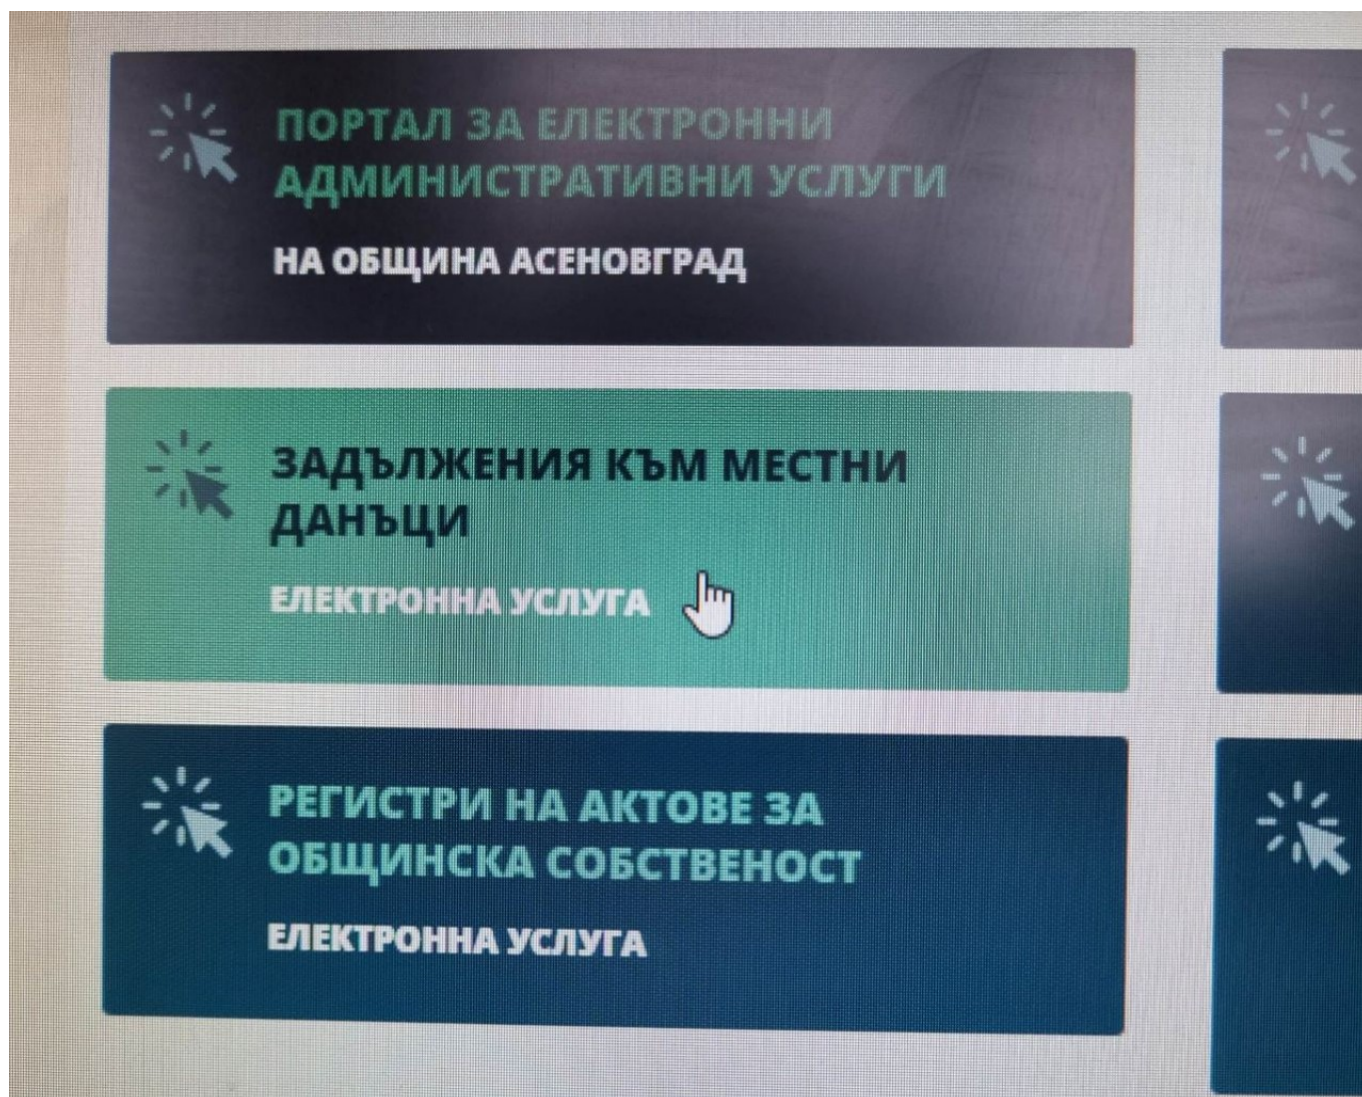 ПОРТАЛ ЗА ЕЛЕКТРОННИ
АДМИНИСТРАТИВНИ УСЛУГИ
НА ОБЩИНА АСЕНОВГРАД
ЗАДЪЛЖЕНИЯ КЪМ МЕСТНИ
ДАНЪЦИ
ЕЛЕКТРОННА УСЛУГА
РЕГИСТРИ НА АКТОВЕ ЗА
ОБЩИНСКА СОБСТВЕНОСТ
ЕЛЕКТРОННА УСЛУГА